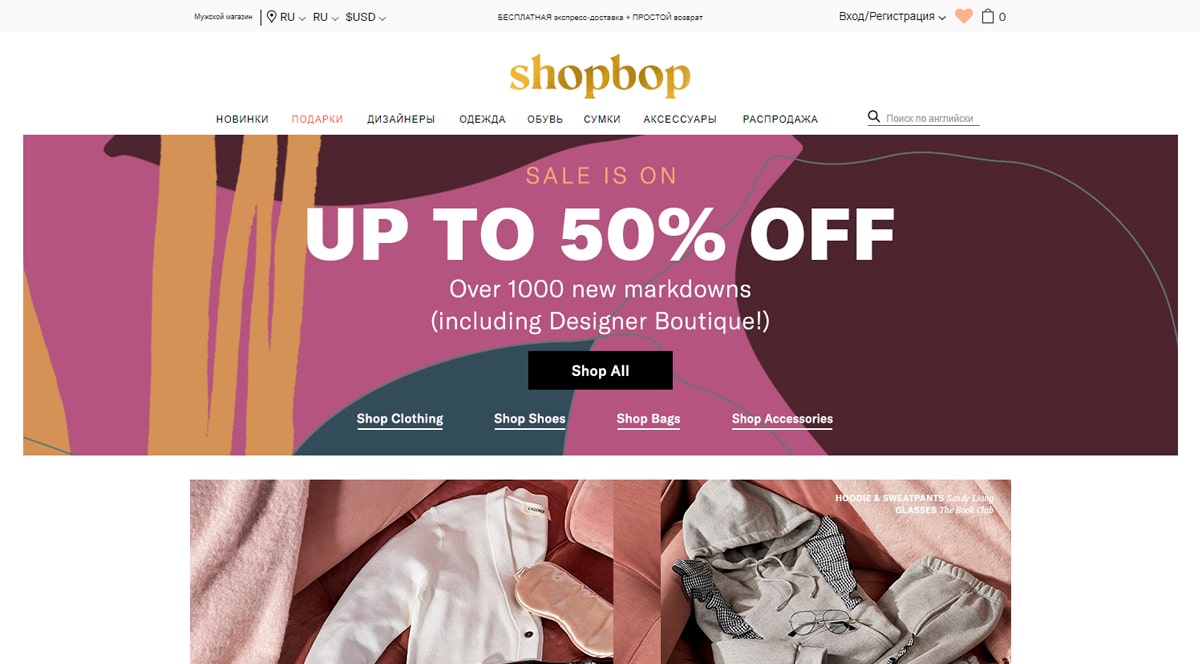 Мужской магазин RU RU $USD БЕСПЛАТНАЯ экспресс-доставка + ПРОСТОЙ возврат Вход/Регистрация 0
shopbop
НОВИНКИ ПОДАРКИ ДИЗАЙНЕРЫ ОДЕЖДА ОБУВЬ СУМКИ АКСЕССУАРЫ РАСПРОДАЖА Поиск по английски
SALE IS ON
UP TO 50% OFF
Over 1000 new markdowns
(including Designer Boutique!)
Shop All
Shop Clothing Shop Shoes Shop Bags Shop Accessories
HOODIE & SWEATPANTS Sandy Liang
GLASSES The Book Club